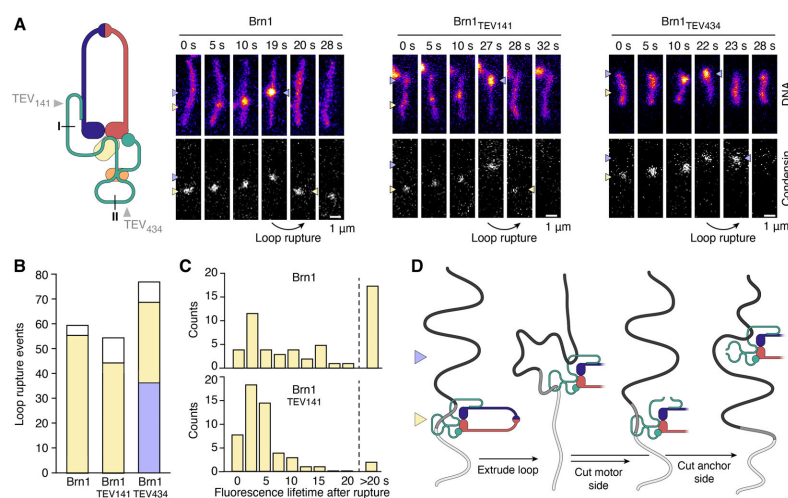 A
Brn1
Brn1TEV141
Brn1TEV434
0 s 5 s 10 s 19 s 20 s 28 s
0 s 5 s 10 s 27 s 28 s 32 s
0 s 5 s 10 s 22 s 23 s 28 s
TEV141
I
II
TEV434
DNA
Condensin
1 µm
1 µm
1 µm
Loop rupture
Loop rupture
Loop rupture
B
Loop rupture events
80
70
60
50
40
30
20
10
0
Brn1
Brn1
TEV141
Brn1
TEV434
C
Brn1
Counts
20
15
10
5
0
Brn1
TEV141
Counts
20
15
10
5
0
0 5 10 15 20 >20 s
Fluorescence lifetime after rupture
D
Extrude loop
Cut motor
side
Cut anchor
side